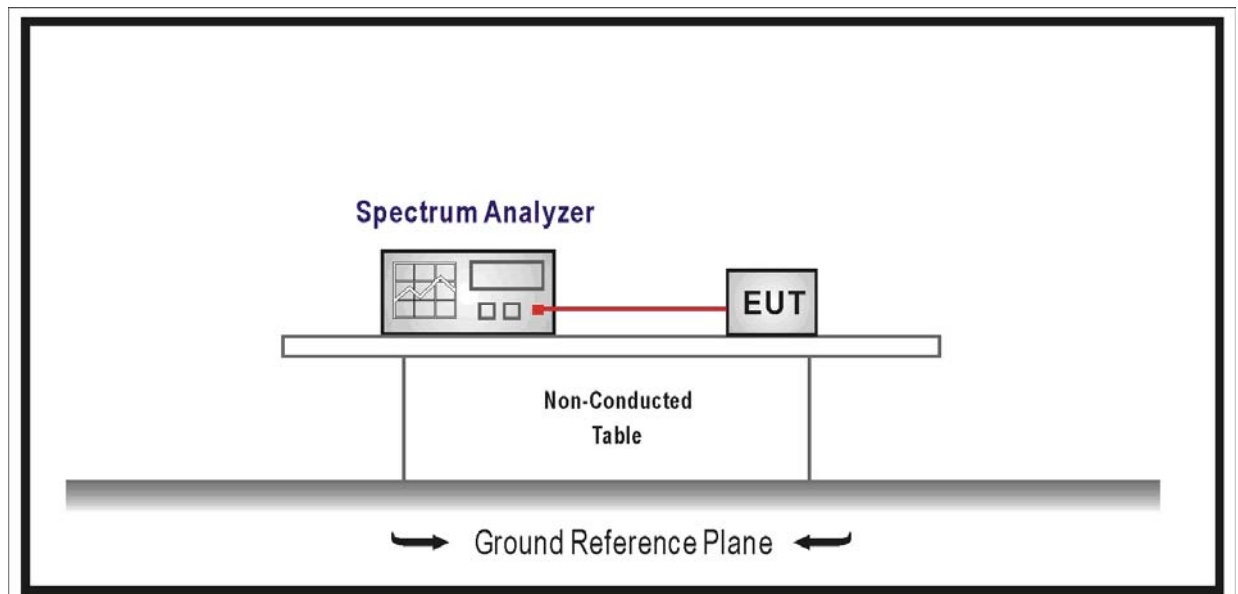 Spectrum Analyzer
EUT
Non-Conducted
Table
Ground Reference Plane